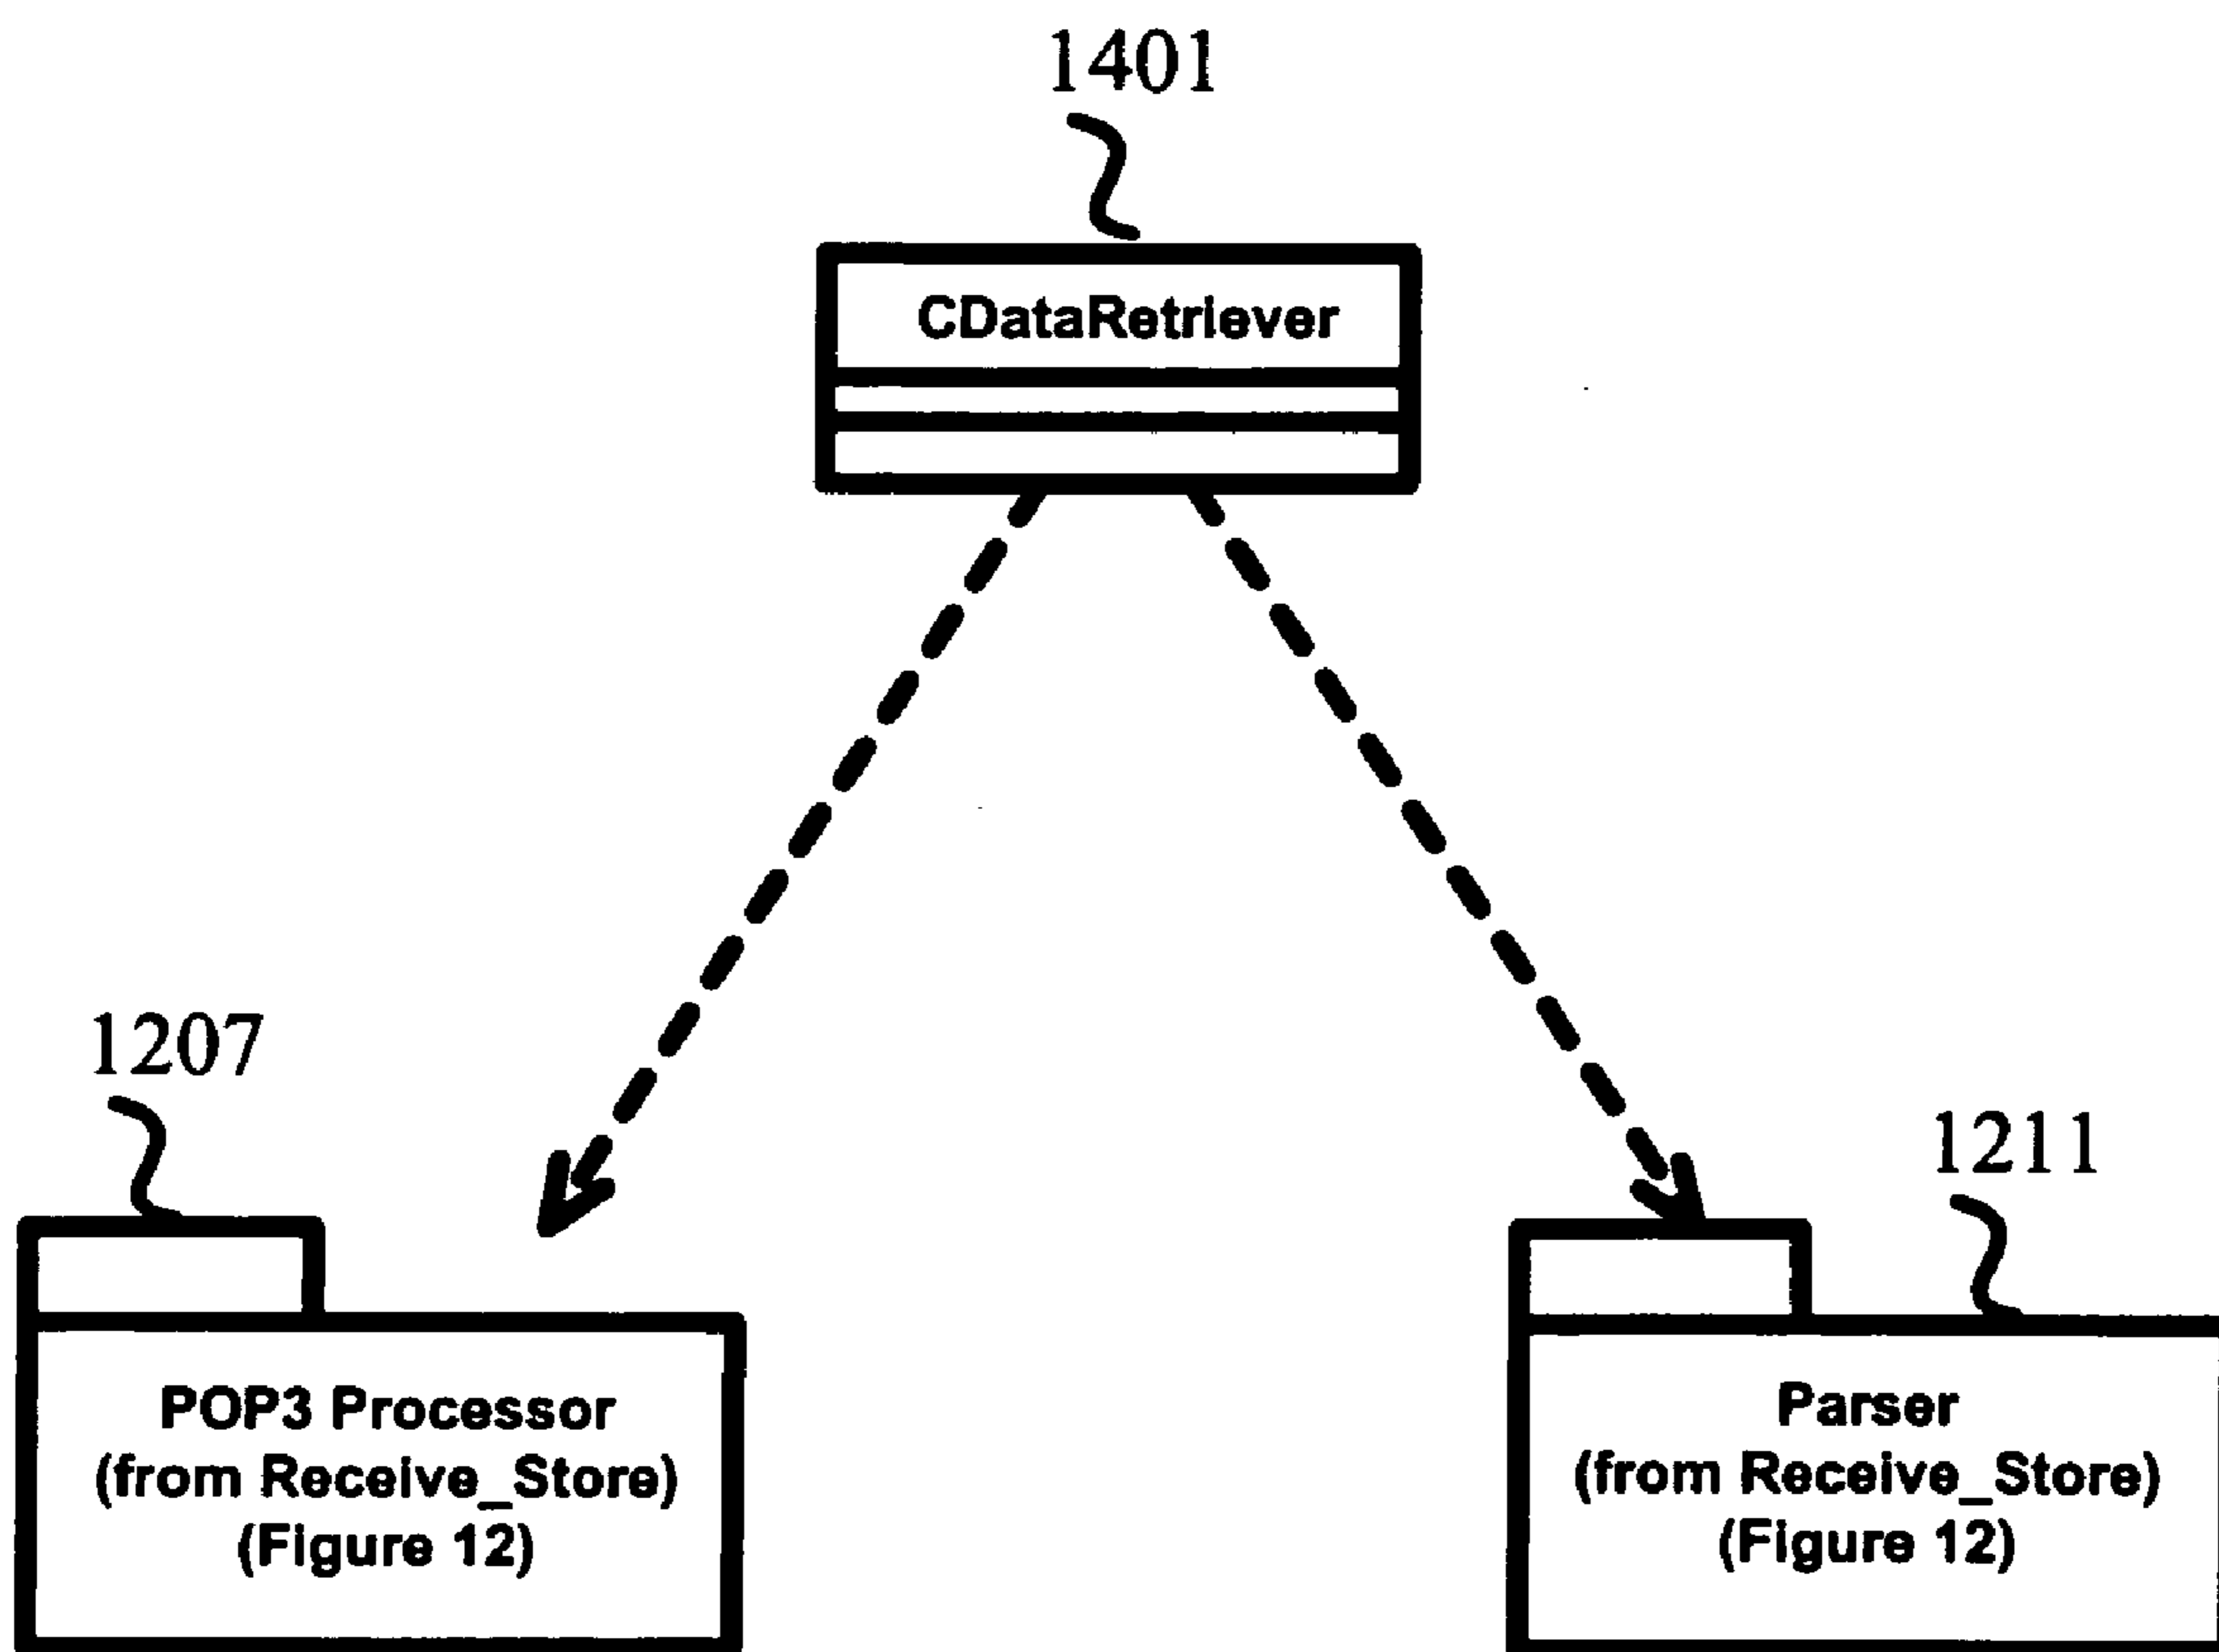 1401
CDataRetriever
1207
1211
POP3 Processor
(from Receive_Store)
(Figure 12)
Parser
(from Receive_Store)
(Figure 12)